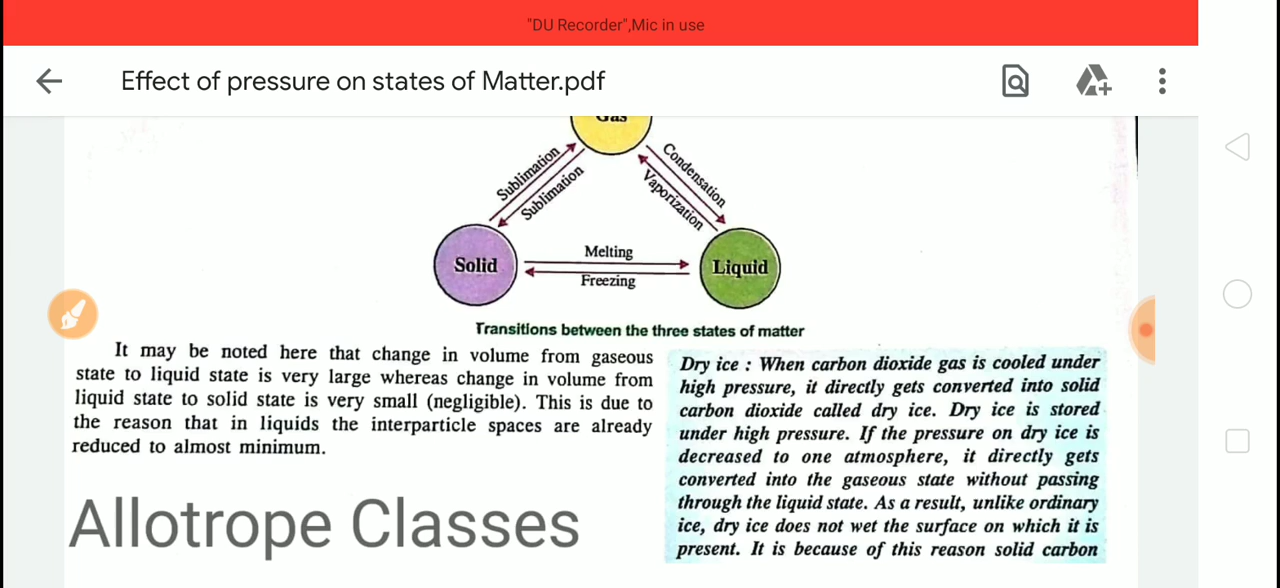 "DU Recorder",Mic in use
Effect of pressure on states of Matter.pdf
Gas
Sublimation
Sublimation
Condensation
Vaporization
Solid
Melting
Freezing
Liquid
Transitions between the three states of matter
It may be noted here that change in volume from gaseous
state to liquid state is very large whereas change in volume from
liquid state to solid state is very small (negligible). This is due to
the reason that in liquids the interparticle spaces are already
reduced to almost minimum.
Allotrope Classes
Dry ice : When carbon dioxide gas is cooled under
high pressure, it directly gets converted into solid
carbon dioxide called dry ice. Dry ice is stored
under high pressure. If the pressure on dry ice is
decreased to one atmosphere, it directly gets
converted into the gaseous state without passing
through the liquid state. As a result, unlike ordinary
ice, dry ice does not wet the surface on which it is
present. It is because of this reason solid carbon